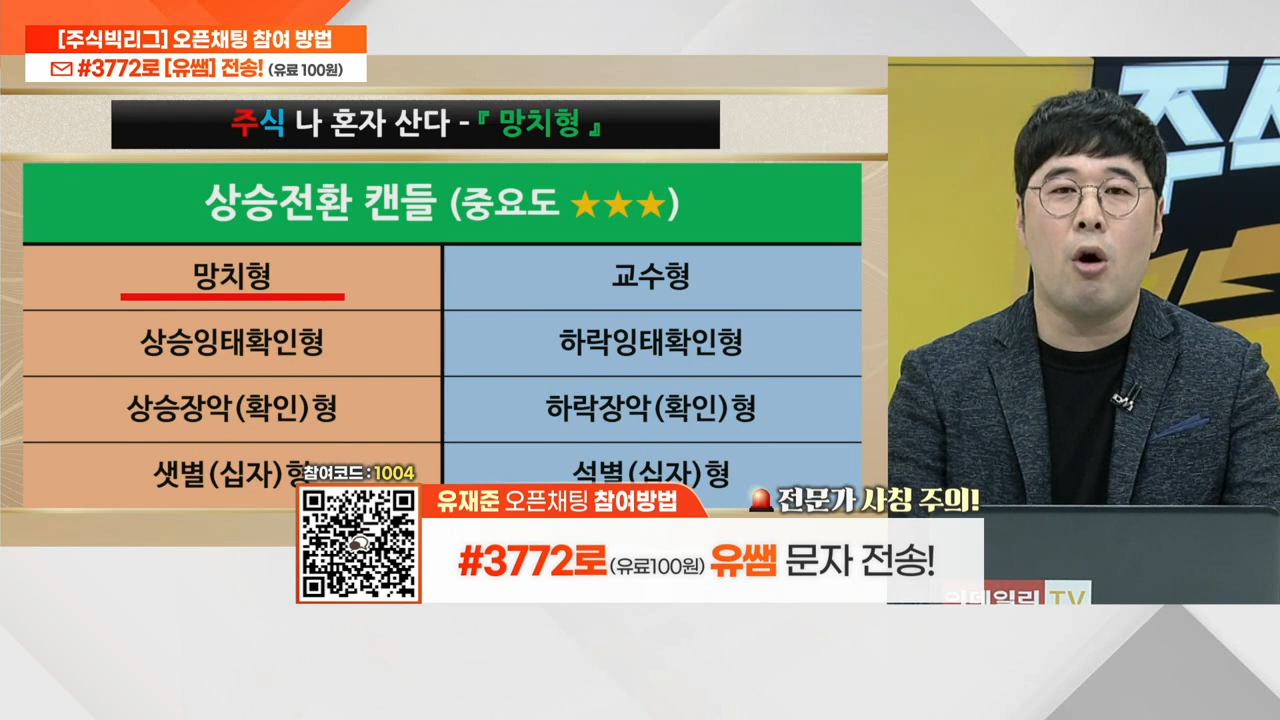 [주식빅리그] 오픈채팅 참여 방법
#3772로 [유쌤] 전송! (유료 100원)
주식 나 혼자 산다 -『 망치형 』
상승전환 캔들 (중요도 ★★★)
망치형
교수형
상승잉태확인형
하락잉태확인형
상승장악(확인)형
하락장악(확인)형
샛별(십자)형
석별(십자)형
참여코드 : 1004
유재준 오픈채팅 참여방법
전문가 사칭 주의!
#3772로(유료100원) 유쌤 문자 전송!
이데일리 TV